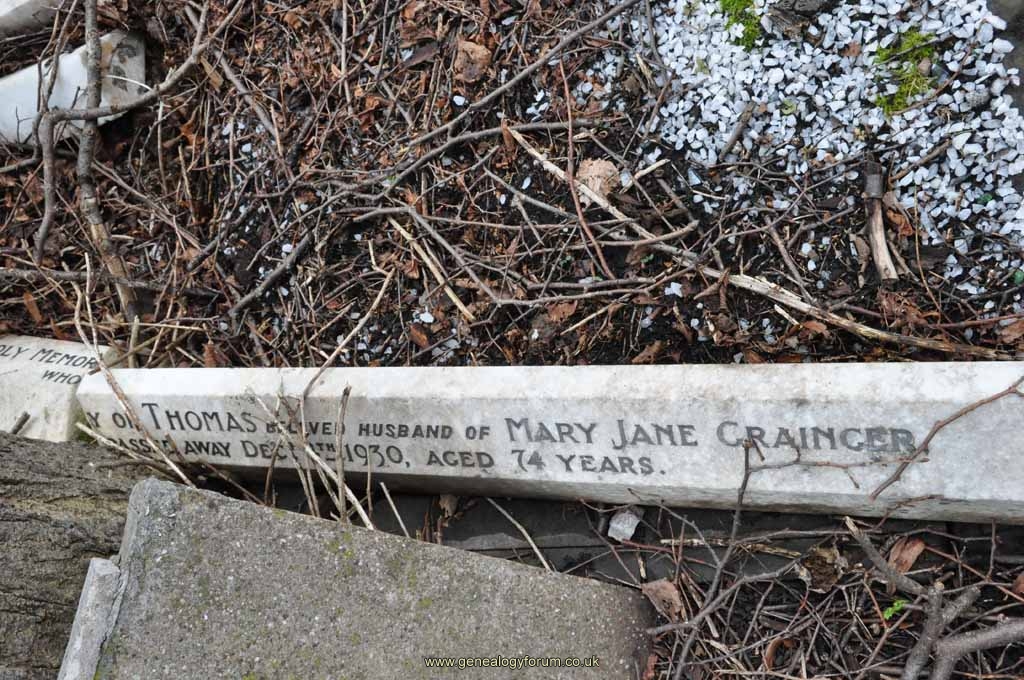 OLY MEMOR
WHO
Y OF THOMAS BELOVED HUSBAND OF MARY JANE GRAINGER
PASSED AWAY DEC 1930, AGED 74 YEARS.
www.genealogyforum.co.uk